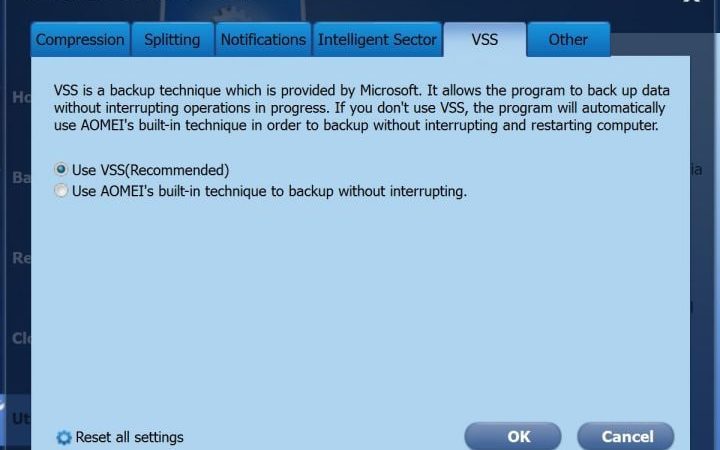 Compression Splitting Notifications Intelligent Sector VSS Other
VSS is a backup technique which is provided by Microsoft. It allows the program to back up data
without interrupting operations in progress. If you don't use VSS, the program will automatically
use AOMEI's built-in technique in order to backup without interrupting and restarting computer.
Use VSS(Recommended)
Use AOMEI's built-in technique to backup without interrupting.
Reset all settings OK Cancel